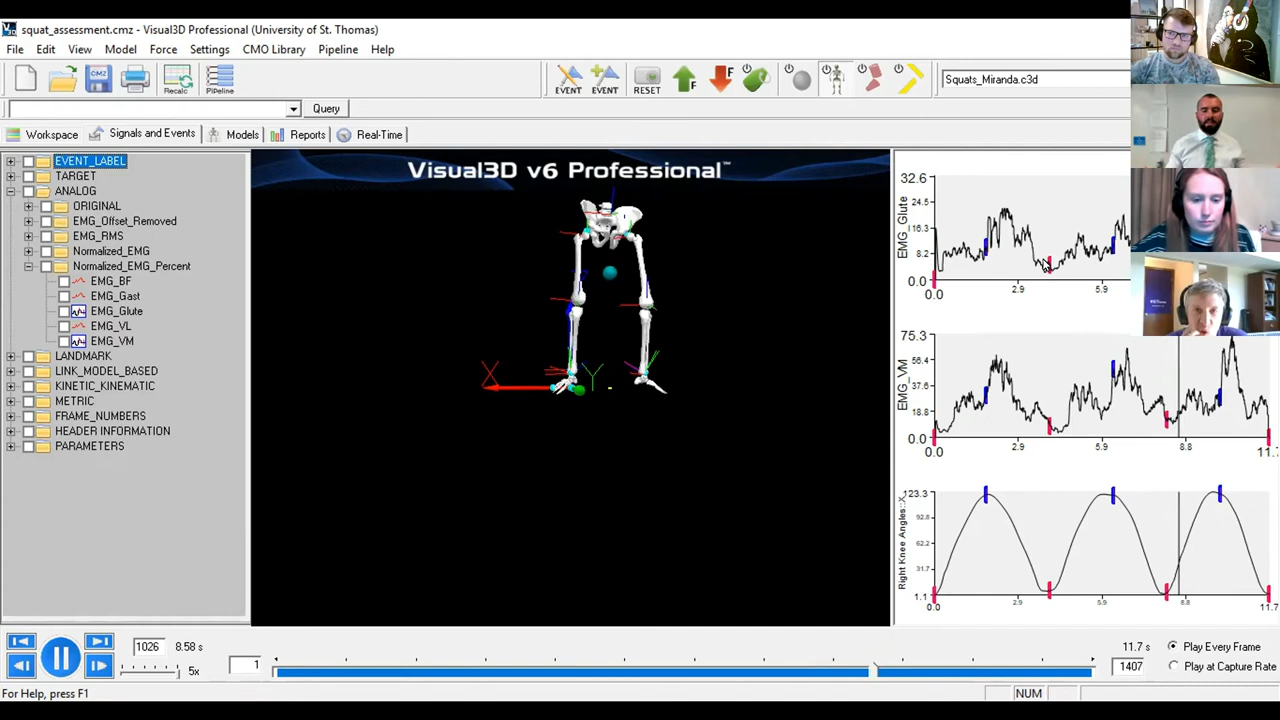 squat_assessment.cmz - Visual3D Professional (University of St. Thomas)
File Edit View Model Force Settings CMO Library Pipeline Help
CMZ Recalc PIPeline EVENT EVENT RESET F F Squats_Miranda.c3d
Query
Workspace Signals and Events Models Reports Real-Time
EVENT_LABEL
TARGET
ANALOG
ORIGINAL
EMG_Offset_Removed
EMG_RMS
Normalized_EMG
Normalized_EMG_Percent
EMG_BF
EMG_Gast
EMG_Glute
EMG_VL
EMG_VM
LANDMARK
LINK_MODEL_BASED
KINETIC_KINEMATIC
METRIC
FRAME_NUMBERS
HEADER INFORMATION
PARAMETERS
Visual3D v6 Professional™
X Y
EMG_Glute
32.6
24.5
16.3
8.2
0.0
0.0 2.9 5.9
EMG_VM
75.3
56.4
37.6
18.8
0.0
0.0 2.9 5.9 8.8 11.7
Right Knee Angles::X
123.3
92.8
62.2
31.7
1.1
0.0 2.9 5.9 8.8 11.7
1026 8.58 s
5x
1
11.7 s
1407
Play Every Frame
Play at Capture Rate
For Help, press F1
NUM